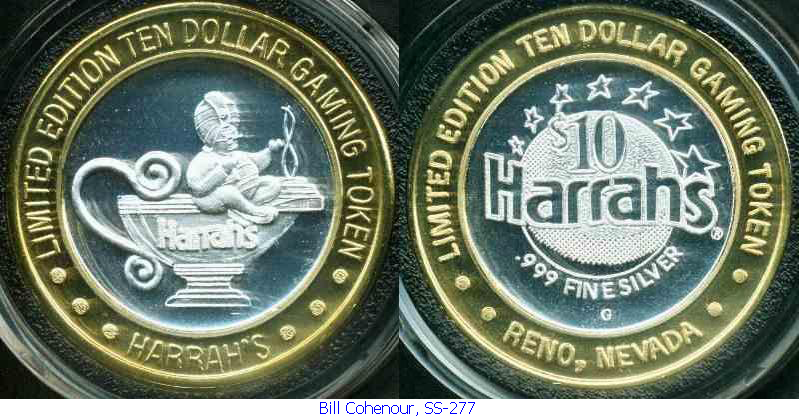 LIMITED EDITION TEN DOLLAR GAMING TOKEN
Harrah's
HARRAH'S
LIMITED EDITION TEN DOLLAR GAMING TOKEN
$10
Harrahs®
.999 FINE SILVER
G
RENO, NEVADA
Bill Cohenour, SS-277